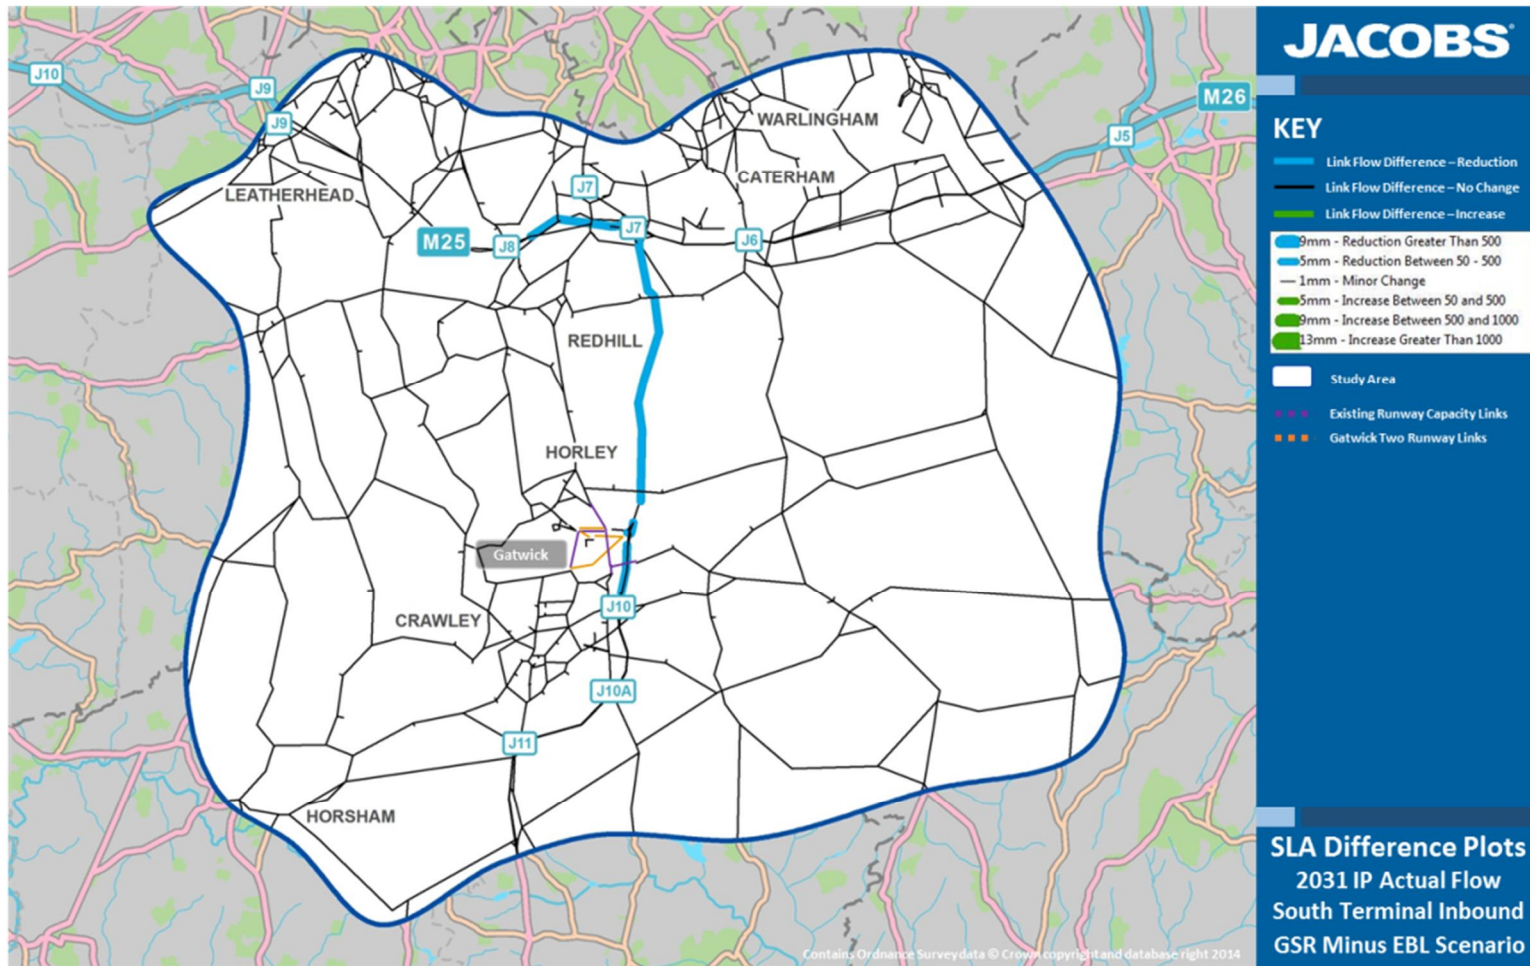 JACOBS
J10
J9
J9
M26
J5
WARLINGHAM
CATERHAM
LEATHERHEAD
J7
J7
M25
J8
J6
REDHILL
HORLEY
Gatwick
J10
CRAWLEY
J10A
J11
HORSHAM
KEY
Link Flow Difference – Reduction
Link Flow Difference – No Change
Link Flow Difference – Increase
9mm - Reduction Greater Than 500
5mm - Reduction Between 50 - 500
1mm - Minor Change
5mm - Increase Between 50 and 500
9mm - Increase Between 500 and 1000
13mm - Increase Greater Than 1000
Study Area
Existing Runway Capacity Links
Gatwick Two Runway Links
SLA Difference Plots
2031 IP Actual Flow
South Terminal Inbound
GSR Minus EBL Scenario
Contains Ordnance Survey data © Crown copyright and database right 2014